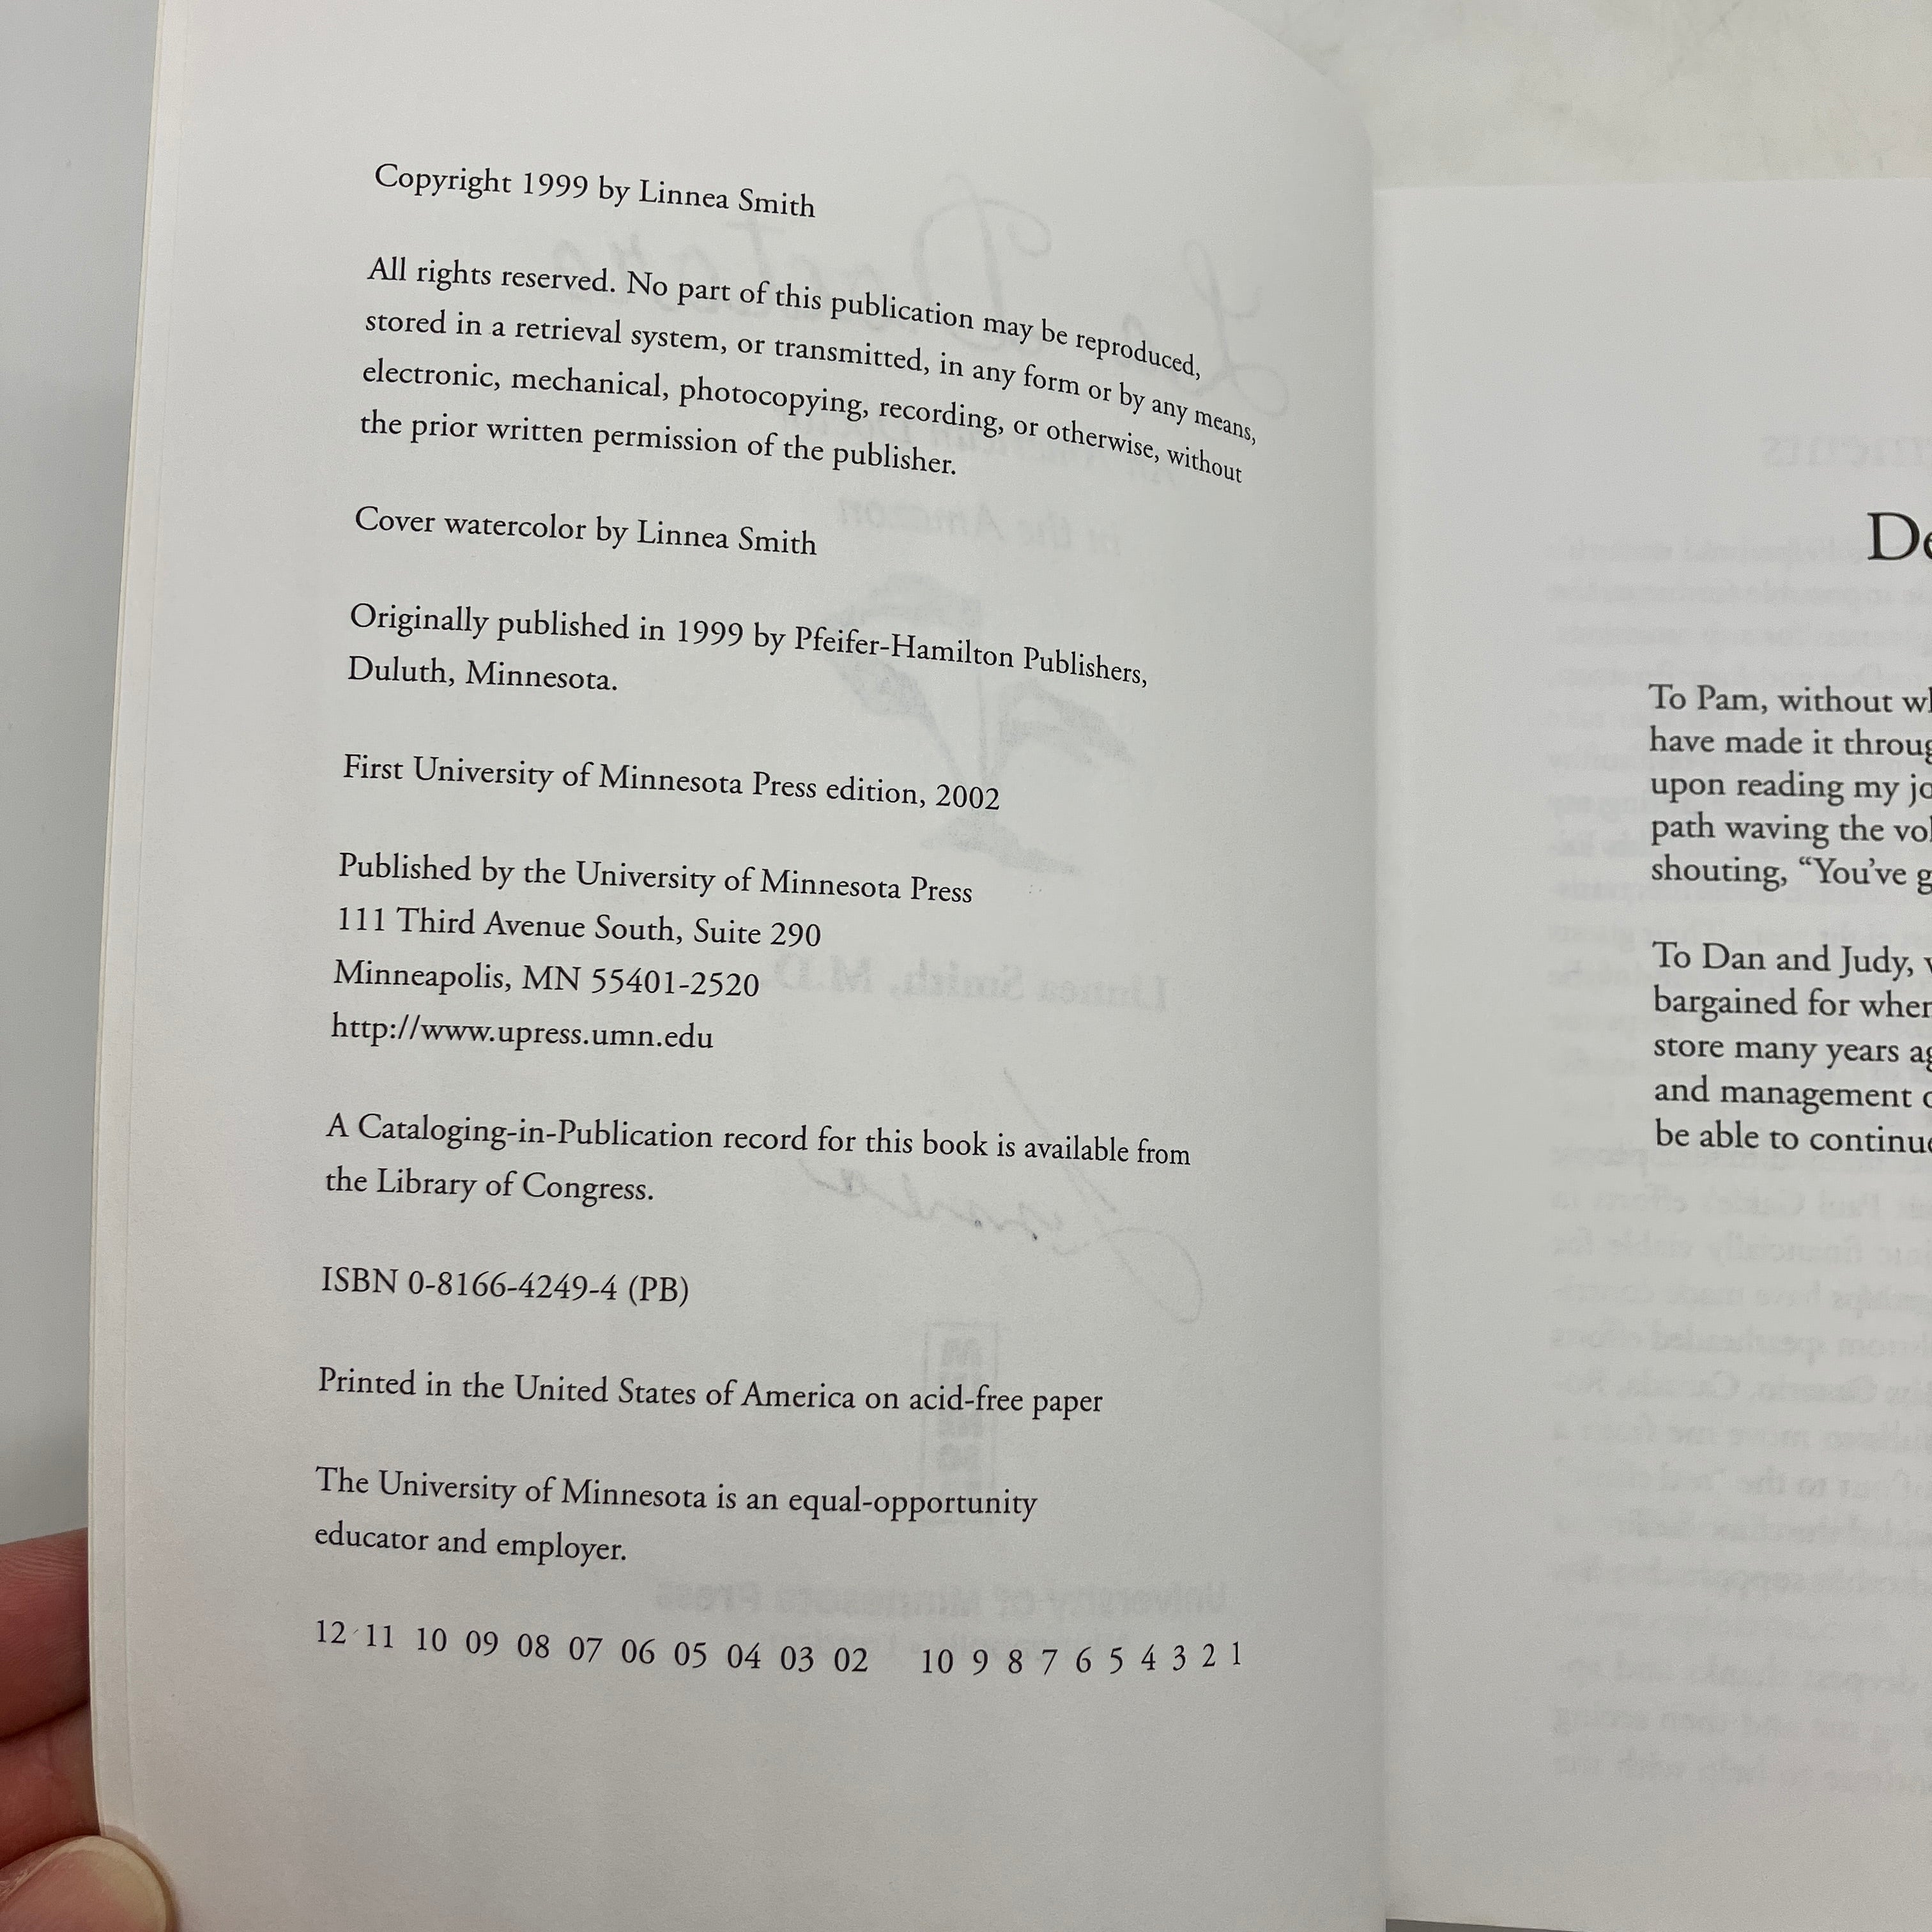 Copyright 1999 by Linnea Smith
All rights reserved. No part of this publication may be reproduced,
stored in a retrieval system, or transmitted, in any form or by any means,
electronic, mechanical, photocopying, recording, or otherwise, without
the prior written permission of the publisher.
Cover watercolor by Linnea Smith
Originally published in 1999 by Pfeifer-Hamilton Publishers,
Duluth, Minnesota.
First University of Minnesota Press edition, 2002
Published by the University of Minnesota Press
111 Third Avenue South, Suite 290
Minneapolis, MN 55401-2520
http://www.upress.umn.edu
A Cataloging-in-Publication record for this book is available from
the Library of Congress.
ISBN 0-8166-4249-4 (PB)
Printed in the United States of America on acid-free paper
The University of Minnesota is an equal-opportunity
educator and employer.
12 11 10 09 08 07 06 05 04 03 02 10 9 8 7 6 5 4 3 2 1
To Pam, without
have made it
upon reading my
path waving the
shouting, “You’ve
To Dan and Judy,
bargained for
store many years
and management
be able to